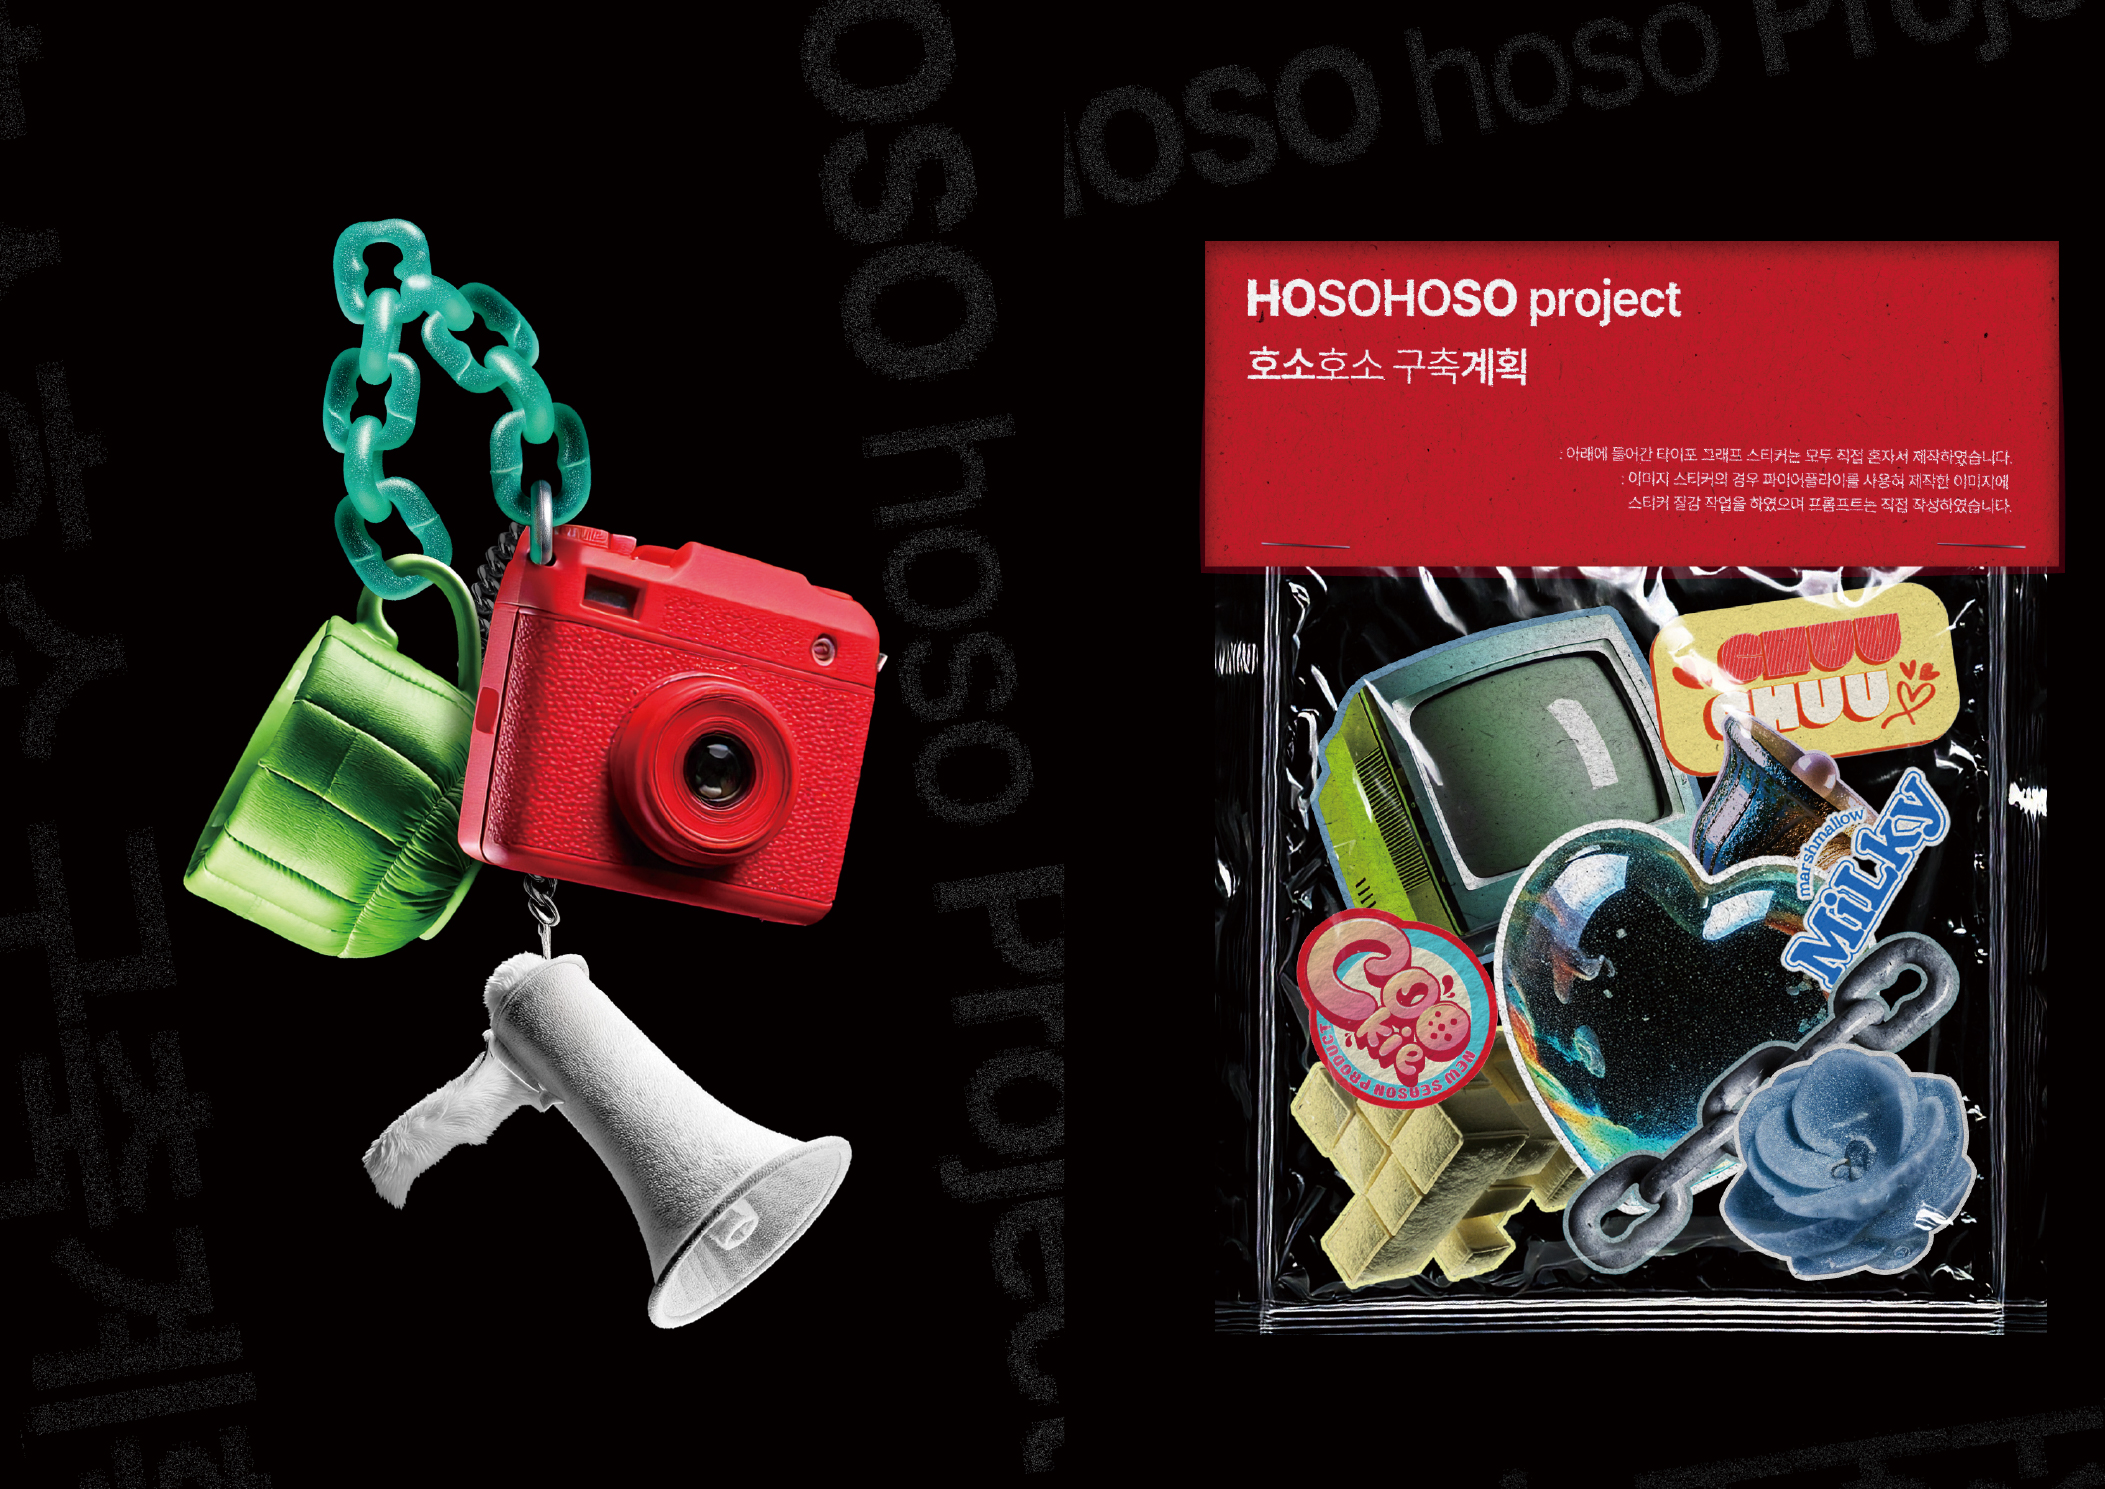 oso hoso Projec
HOSO hoso Proje
HOSOHOSO project
호소호소 구축계획
: 아래에 들어간 타이포 그래프 스티커는 모두 직접 혼자서 제작하였습니다.
: 이미지 스티커의 경우 파이어플라이를 사용혀 제작한 이미지에
스티커 질감 작업을 하였으며 프롬프트는 직접 작성하였습니다.
CHUU
CHUU
marshmallow
MiLky
Cookie
NEW SEASON PRODUCT